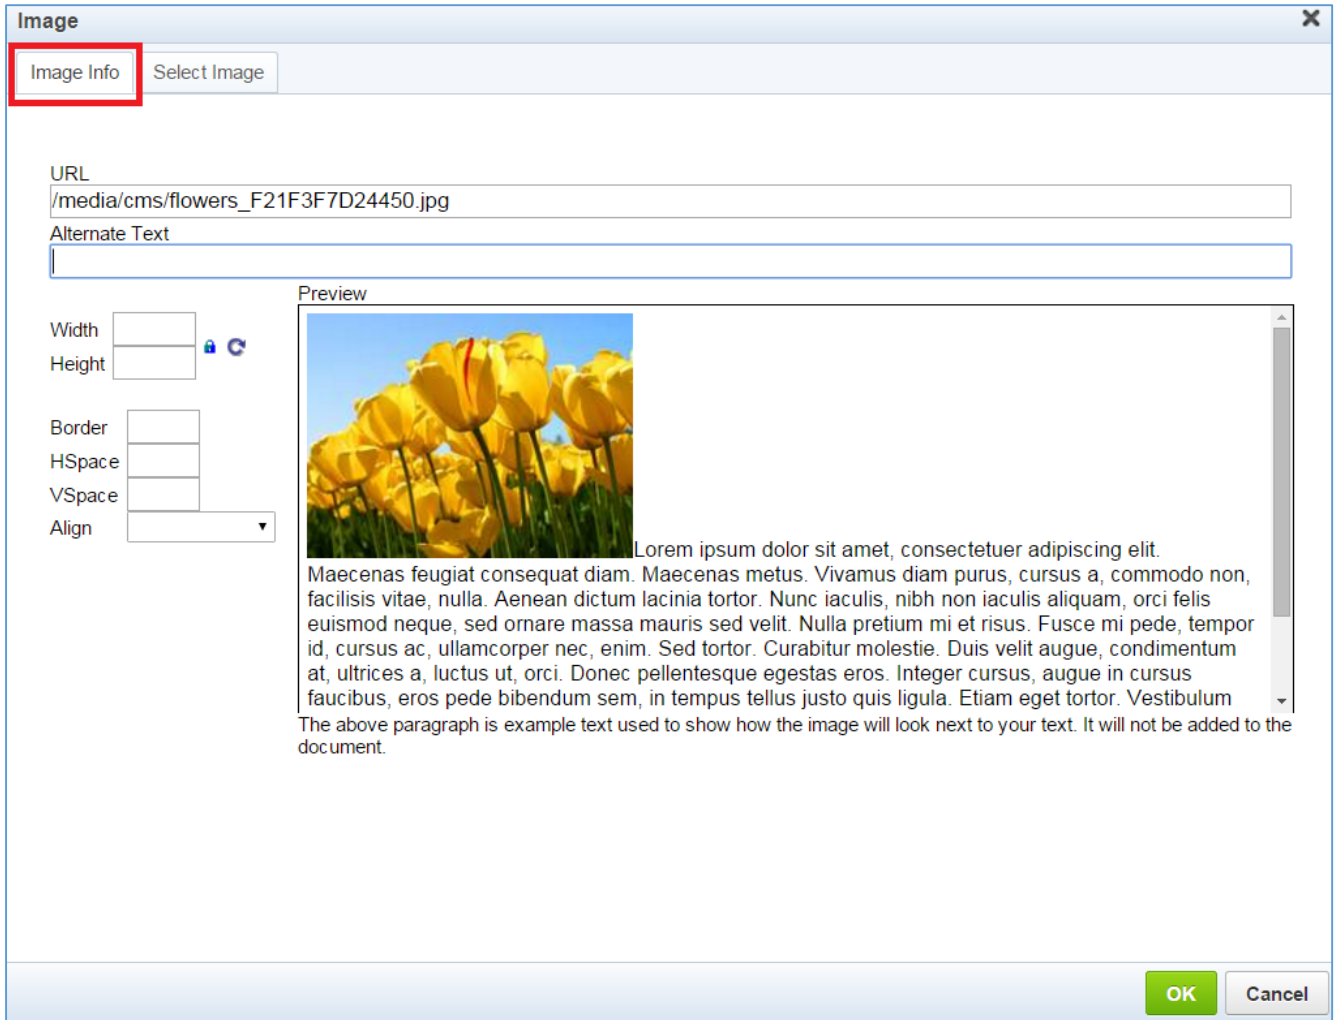 Image
Image Info
Select Image
URL
/media/cms/flowers_F21F3F7D24450.jpg
Alternate Text
Preview
Width
Height
Border
HSpace
VSpace
Align
Lorem ipsum dolor sit amet, consectetuer adipiscing elit.
Maecenas feugiat consequat diam. Maecenas metus. Vivamus diam purus, cursus a, commodo non,
facilisis vitae, nulla. Aenean dictum lacinia tortor. Nunc iaculis, nibh non iaculis aliquam, orci felis
euismod neque, sed ornare massa mauris sed velit. Nulla pretium mi et risus. Fusce mi pede, tempor
id, cursus ac, ullamcorper nec, enim. Sed tortor. Curabitur molestie. Duis velit augue, condimentum
at, ultrices a, luctus ut, orci. Donec pellentesque egestas eros. Integer cursus, augue in cursus
faucibus, eros pede bibendum sem, in tempus tellus justo quis ligula. Etiam eget tortor. Vestibulum
The above paragraph is example text used to show how the image will look next to your text. It will not be added to the
document.
OK
Cancel